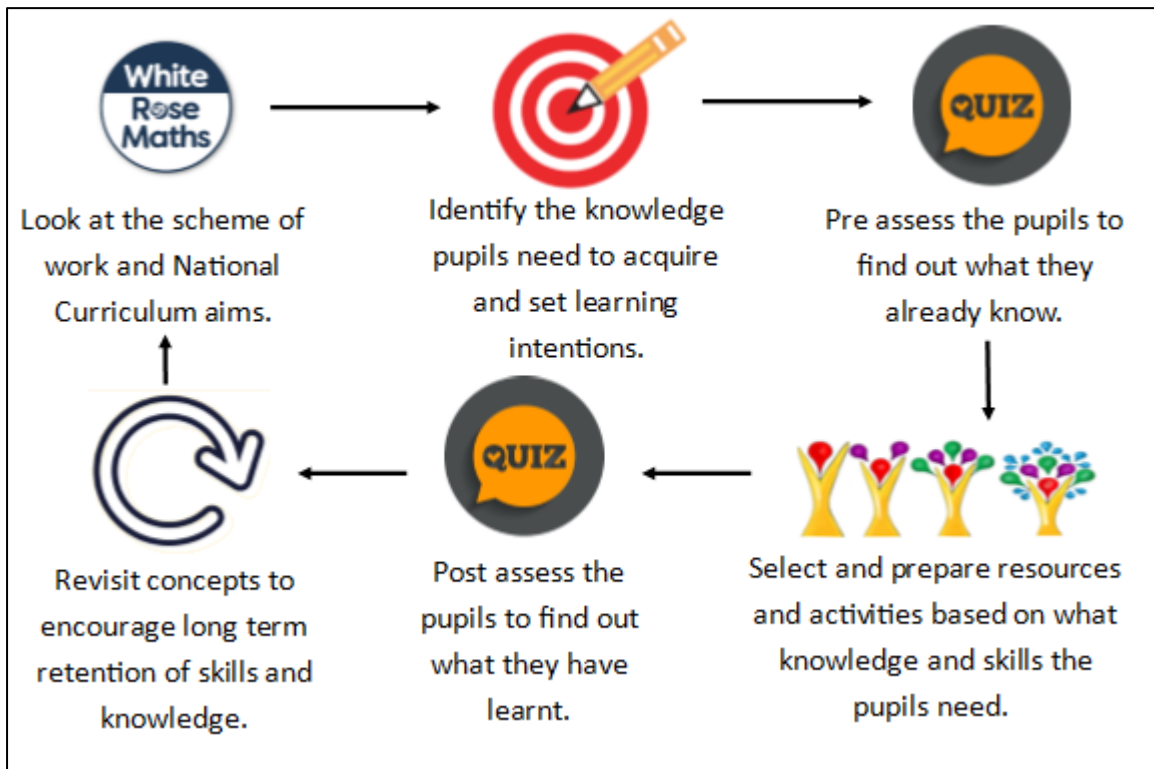 White
Rose
Maths
Look at the scheme of
work and National
Curriculum aims.
Identify the knowledge
pupils need to acquire
and set learning
intentions.
QUIZ
Pre assess the pupils to
find out what they
already know.
Select and prepare resources
and activities based on what
knowledge and skills the
pupils need.
QUIZ
Post assess the
pupils to find out
what they have
learnt.
Revisit concepts to
encourage long term
retention of skills and
knowledge.